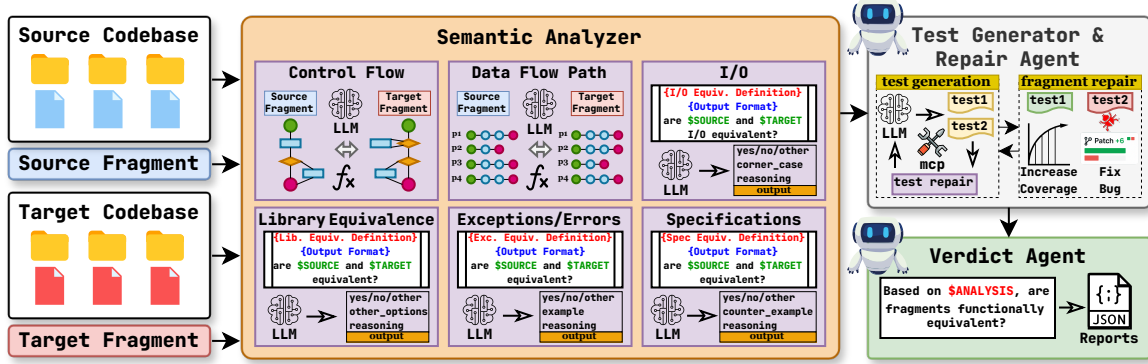 Source Codebase
Source Fragment
Target Codebase
Target Fragment
Semantic Analyzer
Control Flow
Source
Fragment
LLM
Target
Fragment
fx
Data Flow Path
Source
Fragment
LLM
Target
Fragment
P1
P2
P3
P4
P1
P2
P3
P4
fx
I/O
{I/O Equiv. Definition}
{Output Format}
are $SOURCE and $TARGET
I/O equivalent?
LLM
yes/no/other
corner_case
reasoning
output
Library Equivalence
{Lib. Equiv. Definition}
{Output Format}
are $SOURCE and $TARGET
equivalent?
LLM
yes/no/other
other_options
reasoning
output
Exceptions/Errors
{Exc. Equiv. Definition}
{Output Format}
are $SOURCE and $TARGET
equivalent?
LLM
yes/no/other
example
reasoning
output
Specifications
{Spec Equiv. Definition}
{Output Format}
are $SOURCE and $TARGET
equivalent?
LLM
yes/no/other
counter_example
reasoning
output
Test Generator &
Repair Agent
test generation
LLM
test1
test2
mcp
test repair
fragment repair
test1
test2
Patch +6
Increase
Coverage
Fix
Bug
Verdict Agent
Based on $ANALYSIS, are
fragments functionally
equivalent?
{;}
JSON
Reports